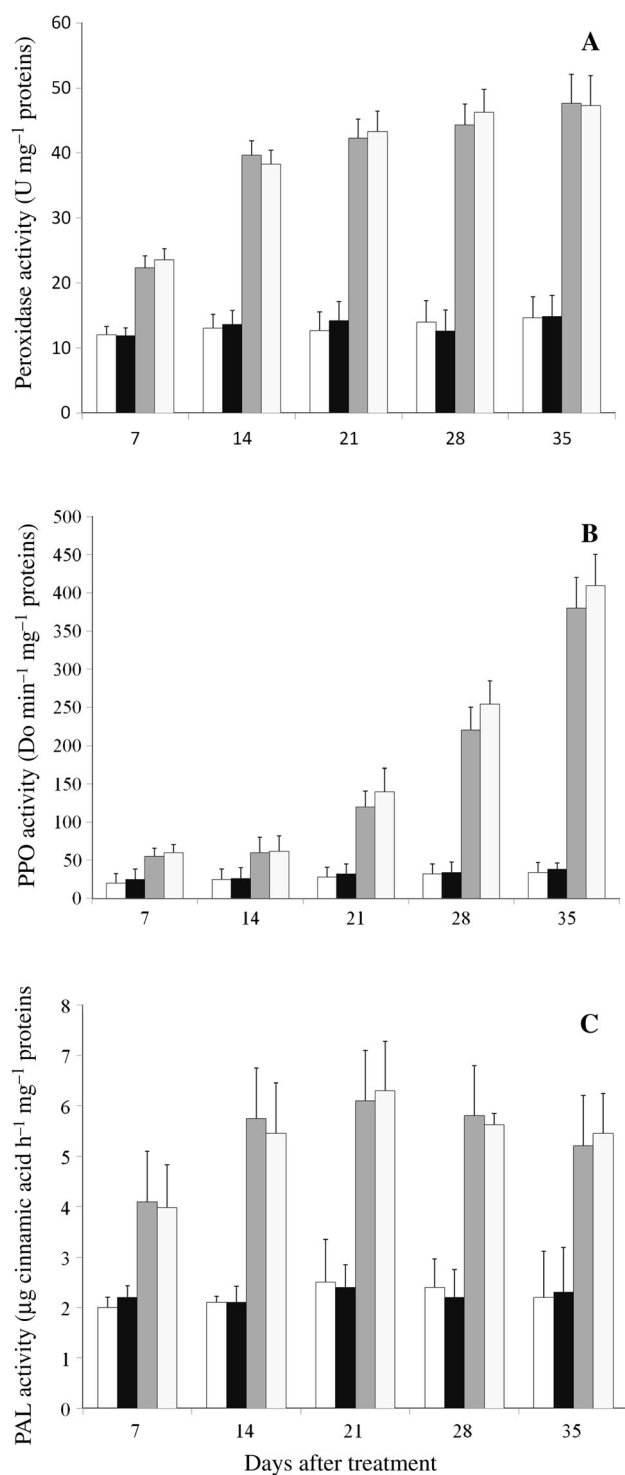 A
Peroxidase activity (U mg⁻¹ proteins)
60
50
40
30
20
10
0
7 14 21 28 35
B
PPO activity (Do min⁻¹ mg⁻¹ proteins)
500
450
400
350
300
250
200
150
100
50
0
7 14 21 28 35
C
PAL activity (µg cinnamic acid h⁻¹ mg⁻¹ proteins
8
7
6
5
4
3
2
1
0
7 14 21 28 35
Days after treatment